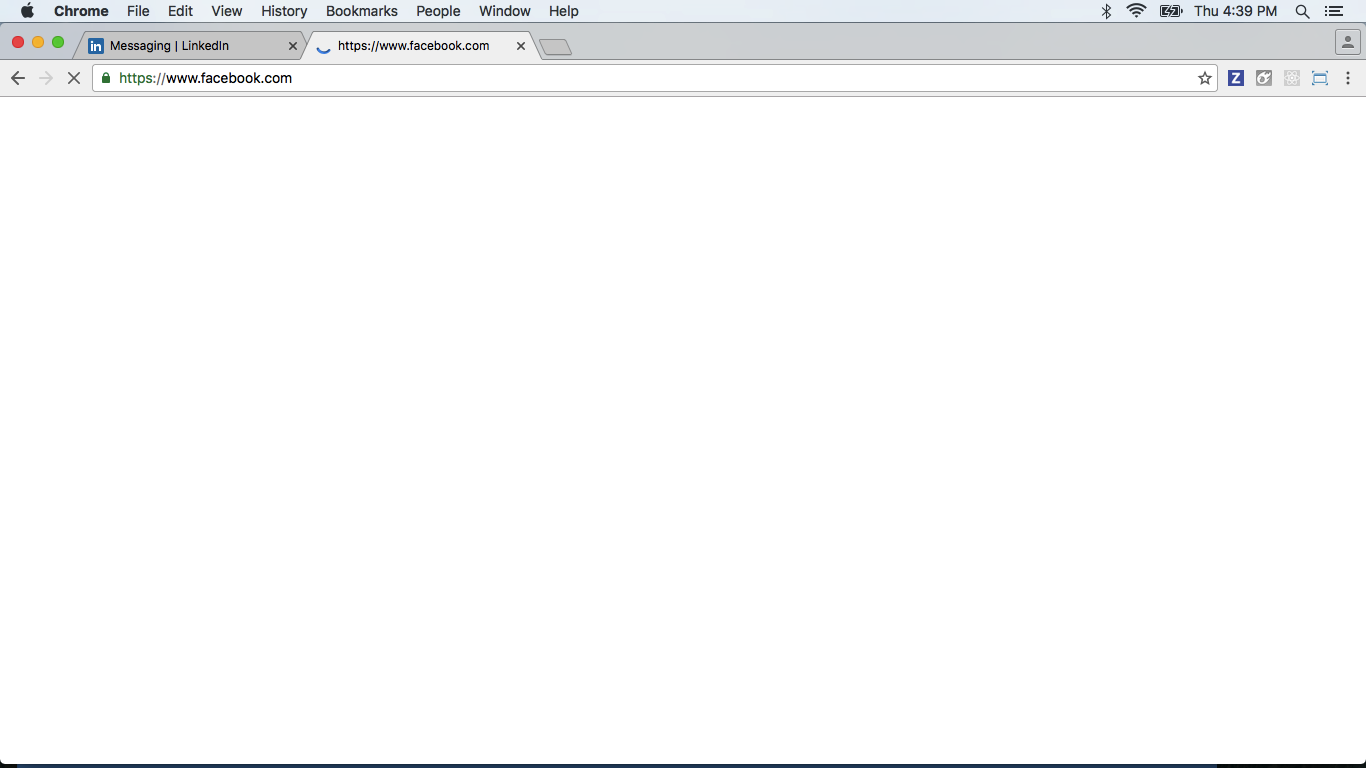 Chrome File Edit View History Bookmarks People Window Help Thu 4:39 PM
in Messaging | LinkedIn https://www.facebook.com
https://www.facebook.com Z